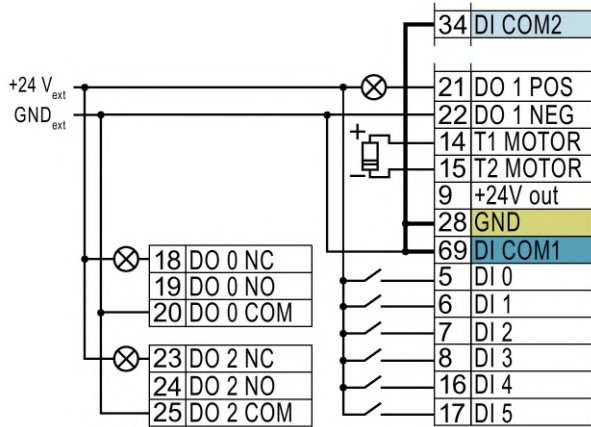 34 DI COM2
+24 Vext
21 DO 1 POS
GNDext
22 DO 1 NEG
+
14 T1 MOTOR
–
15 T2 MOTOR
9 +24V out
28 GND
69 DI COM1
18 DO 0 NC
19 DO 0 NO
20 DO 0 COM
5 DI 0
6 DI 1
7 DI 2
8 DI 3
16 DI 4
17 DI 5
23 DO 2 NC
24 DO 2 NO
25 DO 2 COM